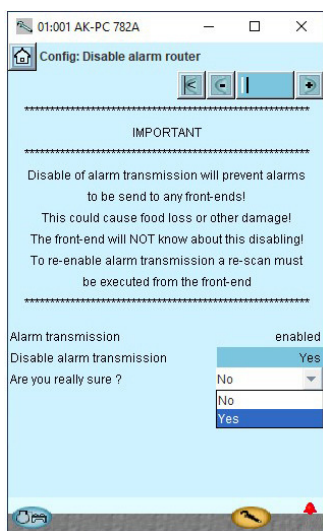 01:001 AK-PC 782A
Config: Disable alarm router
************************************************************
IMPORTANT
************************************************************
Disable of alarm transmission will prevent alarms
to be send to any front-ends!
This could cause food loss or other damage!
The front-end will NOT know about this disabling!
To re-enable alarm transmission a re-scan must
be executed from the front-end
************************************************************
Alarm transmission enabled
Disable alarm transmission Yes
Are you really sure ? No
No
Yes